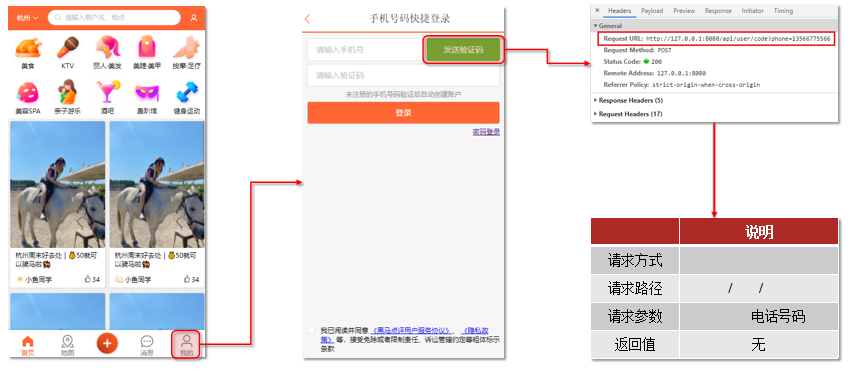 杭州
请输入商户名、地点
美食
KTV
丽人·美发
美睫·美甲
按摩·足疗
美容SPA
亲子游乐
酒吧
轰趴馆
健身运动
杭州周末好去处 | 💰50就可
以骑马啦🐴
杭州周末好去处 | 💰50就可
以骑马啦🐴
小鱼同学
34
小鱼同学
34
首页
地图
消息
我的
手机号码快捷登录
请输入手机号
发送验证码
请输入验证码
未注册的手机号码验证后自动创建账户
登录
密码登录
我已阅读并同意 《黑马点评用户服务协议》、 《隐私政
策》 等, 接受免除或者限制责任、诉讼管辖约定等粗体标示
条款
Headers
Payload
Preview
Response
Initiator
Timing
General
Request URL: http://127.0.0.1:8080/api/user/code?phone=13566775566
Request Method: POST
Status Code: 200
Remote Address: 127.0.0.1:8080
Referrer Policy: strict-origin-when-cross-origin
Response Headers (5)
Request Headers (17)
说明
请求方式
请求路径
/ /
请求参数
电话号码
返回值
无